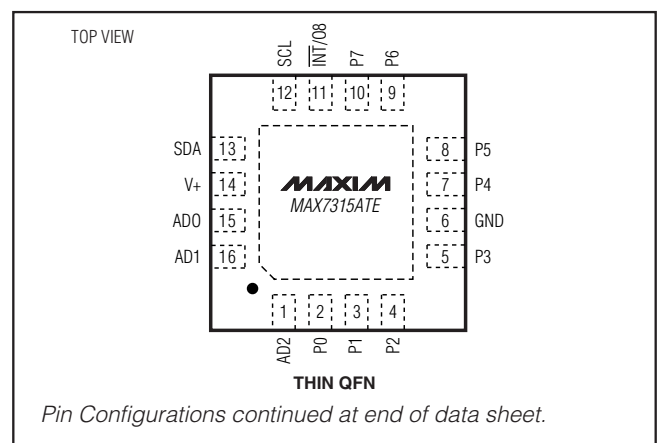 TOP VIEW
SCL
INT/O8
P7
P6
12 11 10 9
SDA 13
8 P5
V+ 14
7 P4
AD0 15
6 GND
AD1 16
5 P3
MAXIM
MAX7315ATE
1 2 3 4
AD2
P0
P1
P2
THIN QFN
Pin Configurations continued at end of data sheet.